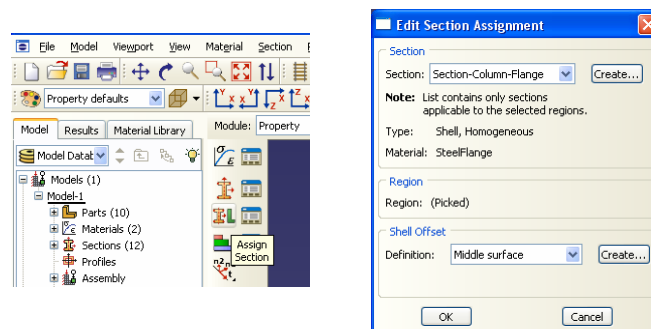 File Model Viewport View Material Section
Property defaults
Model Results Material Library
Module: Property
Model Datab
Models (1)
Model-1
Parts (10)
Materials (2)
Sections (12)
Profiles
Assembly
Assign
Section
Edit Section Assignment
Section
Section: Section-Column-Flange Create...
Note: List contains only sections
applicable to the selected regions.
Type: Shell, Homogeneous
Material: SteelFlange
Region
Region: (Picked)
Shell Offset
Definition: Middle surface Create...
OK Cancel